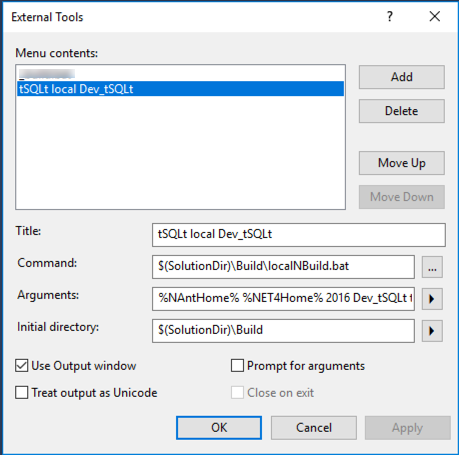 External Tools
Menu contents:
tSQLt local Dev_tSQLt
Add
Delete
Move Up
Move Down
Title:
tSQLt local Dev_tSQLt
Command:
$(SolutionDir)\Build\localNBuild.bat
...
Arguments:
%NAntHome% %NET4Home% 2016 Dev_tSQLt t
Initial directory:
$(SolutionDir)\Build
Use Output window
Prompt for arguments
Treat output as Unicode
Close on exit
OK
Cancel
Apply